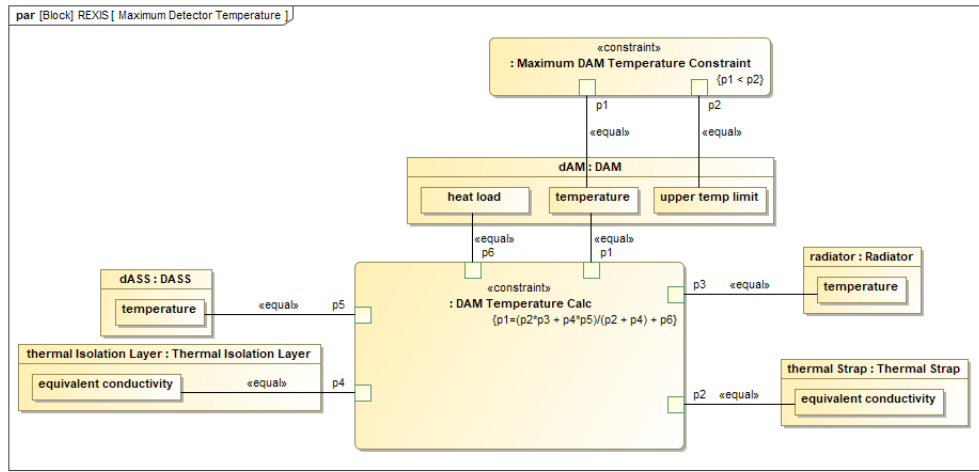 par [Block] REXIS [ Maximum Detector Temperature ]
«constraint»
: Maximum DAM Temperature Constraint
{p1 < p2}
p1
p2
«equal»
«equal»
dAM : DAM
heat load
temperature
upper temp limit
«equal»
p6
«equal»
p1
dASS : DASS
temperature
«equal»
p5
«constraint»
: DAM Temperature Calc
{p1=(p2*p3 + p4*p5)/(p2 + p4) + p6}
p3
«equal»
radiator : Radiator
temperature
thermal Isolation Layer : Thermal Isolation Layer
equivalent conductivity
«equal»
p4
p2
«equal»
thermal Strap : Thermal Strap
equivalent conductivity